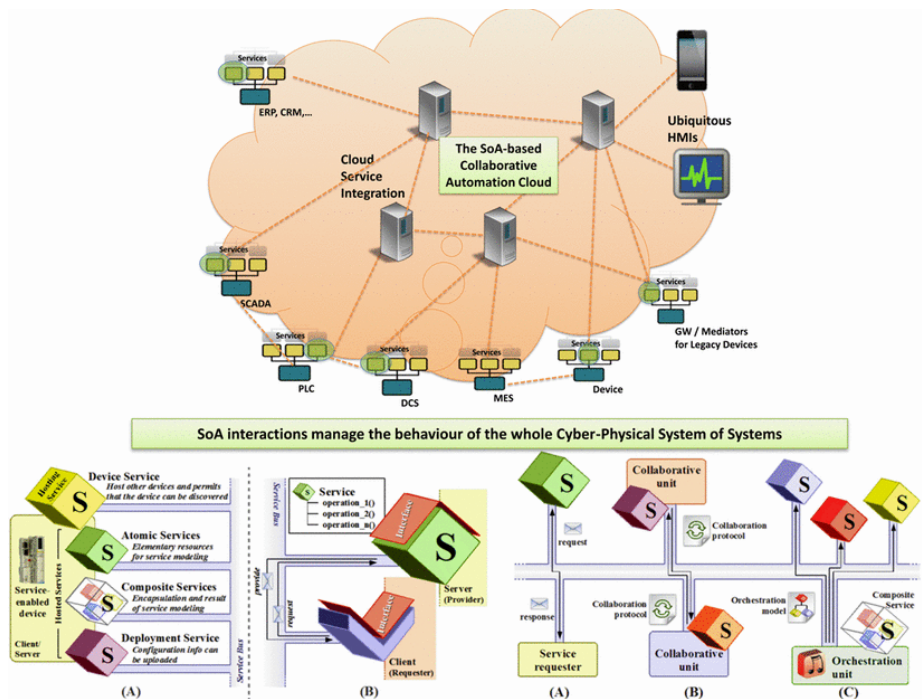 Services
ERP, CRM,...
Cloud
Service
Integration
The SoA-based
Collaborative
Automation Cloud
Ubiquitous
HMIs
Services
SCADA
Services
PLC
Services
DCS
Services
MES
Services
Device
Services
GW / Mediators
for Legacy Devices
SoA interactions manage the behaviour of the whole Cyber-Physical System of Systems
Hosting
Service
S
Device Service
Host other devices and permits
that the device can be discovered
Service-
enabled
device
Client/
Server
Hosted Services
S
Atomic Services
Elementary resources
for service modeling
S
Composite Services
Encapsulation and result
of service modeling
S
Deployment Service
Configuration info can
be uploaded
Service Bus
(A)
Service Bus
S
Service
operation_1()
operation_2()
operation_n()
Interface
S
Server
(Provider)
response
request
Interface
Client
(Requester)
(B)
S
request
response
Service
requester
(A)
Collaborative
unit
S
Collaboration
protocol
Collaboration
protocol
S
Collaborative
unit
(B)
S
S
S
Orchestration
model
Composite
Service
S
Orchestration
unit
(C)